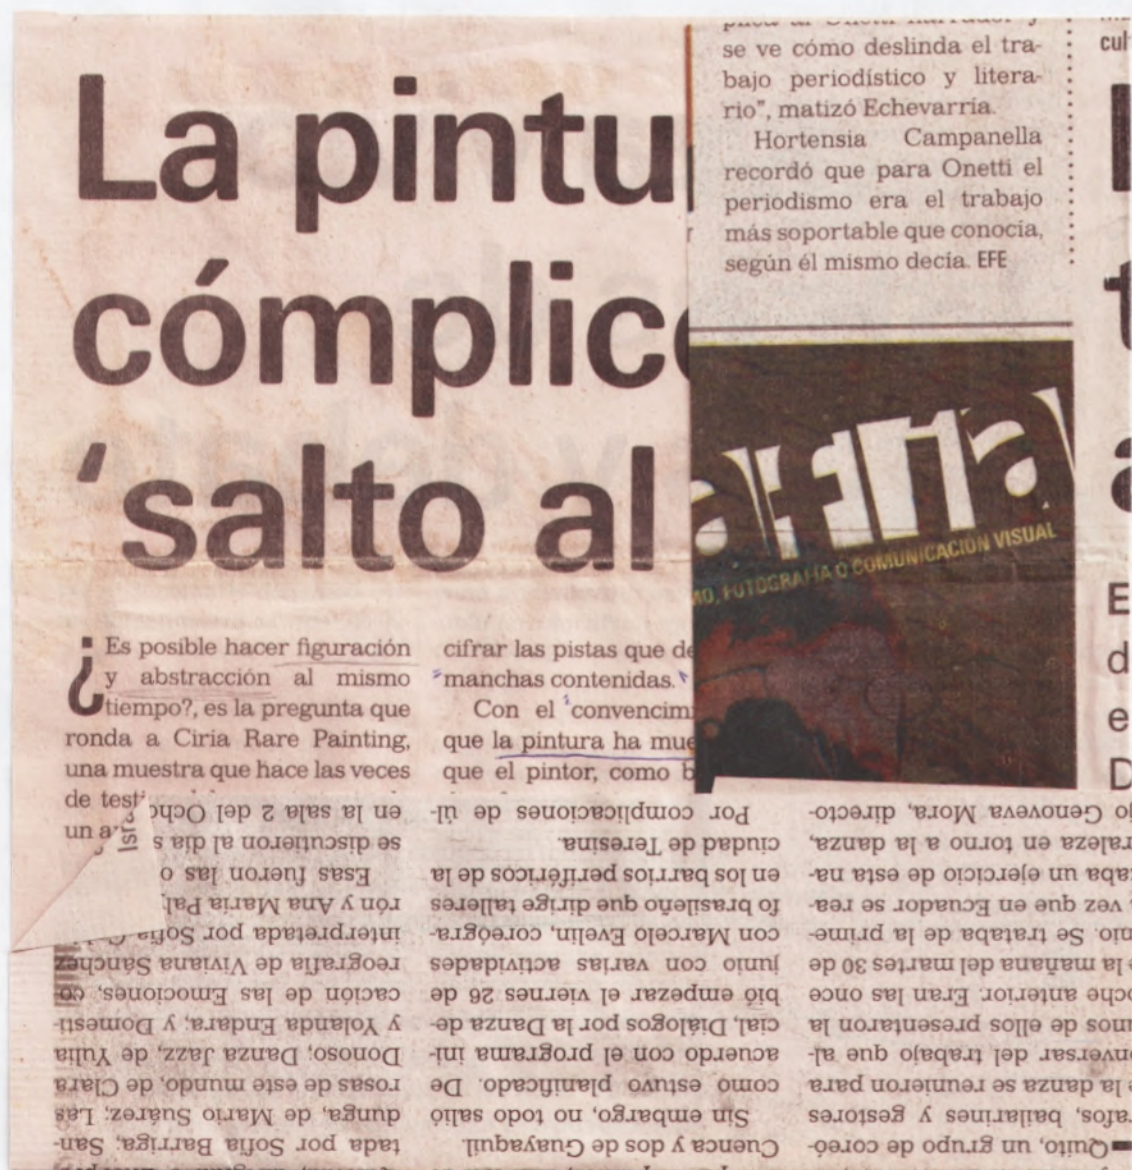 La pintu
cómplic
‘salto al
¿Es posible hacer figuración
y abstracción al mismo
tiempo?, es la pregunta que
ronda a Ciria Rare Painting,
una muestra que hace las veces
de test
un a
cifrar las pistas que de
manchas contenidas.
Con el convencim
que la pintura ha mue
que el pintor, como b
se ve cómo deslinda el tra-
bajo periodístico y litera-
rio”, matizó Echevarría.
Hortensia Campanella
recordó que para Onetti el
periodismo era el trabajo
más soportable que conocía,
según él mismo decía. EFE
MO, FOTOGRAFÍA O COMUNICACIÓN VISUAL
cul
t
a
E
d
e
D
Quito, un grupo de coreó-
rafos, bailarines y gestores
e la danza se reunieron para
onversar del trabajo que al-
unos de ellos presentaron la
oche anterior. Eran las once
e la mañana del martes 30 de
nio. Se trataba de la prime-
vez que en Ecuador se rea-
aba un ejercicio de esta na-
raleza en torno a la danza,
jo Genoveva Mora, directo-
Cuenca y dos de Guayaquil.
Sin embargo, no todo salió
como estuvo planificado. De
acuerdo con el programa ini-
cial, Diálogos por la Danza de-
bió empezar el viernes 26 de
junio con varias actividades
con Marcelo Evelin, coreógra-
fo brasileño que dirige talleres
en los barrios periféricos de la
ciudad de Teresina.
Por complicaciones de úl-
tada por Sofía Barriga; San-
dunga, de Mario Suárez; Las
rosas de este mundo, de Clara
Donoso; Danza Jazz, de Yulia
y Yolanda Endara, y Domesti-
cación de las Emociones, co
reografía de Viviana Sánchez
interpretada por Sofía
rón y Ana María Pal
Esas fueron las o
se discutieron al día s
en la sala 2 del Ocho